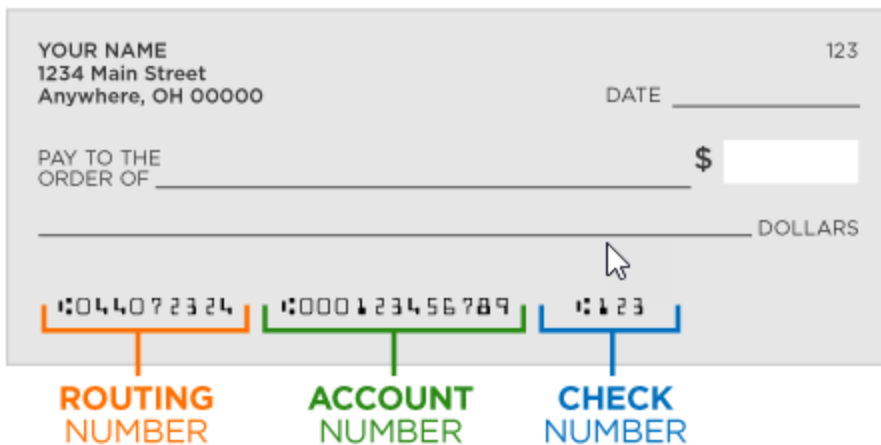 YOUR NAME 123
1234 Main Street
Anywhere, OH 00000
DATE
PAY TO THE
ORDER OF
$
DOLLARS
⑆044072324 ⑆000123456789 ⑆123
ROUTING ACCOUNT CHECK
NUMBER NUMBER NUMBER